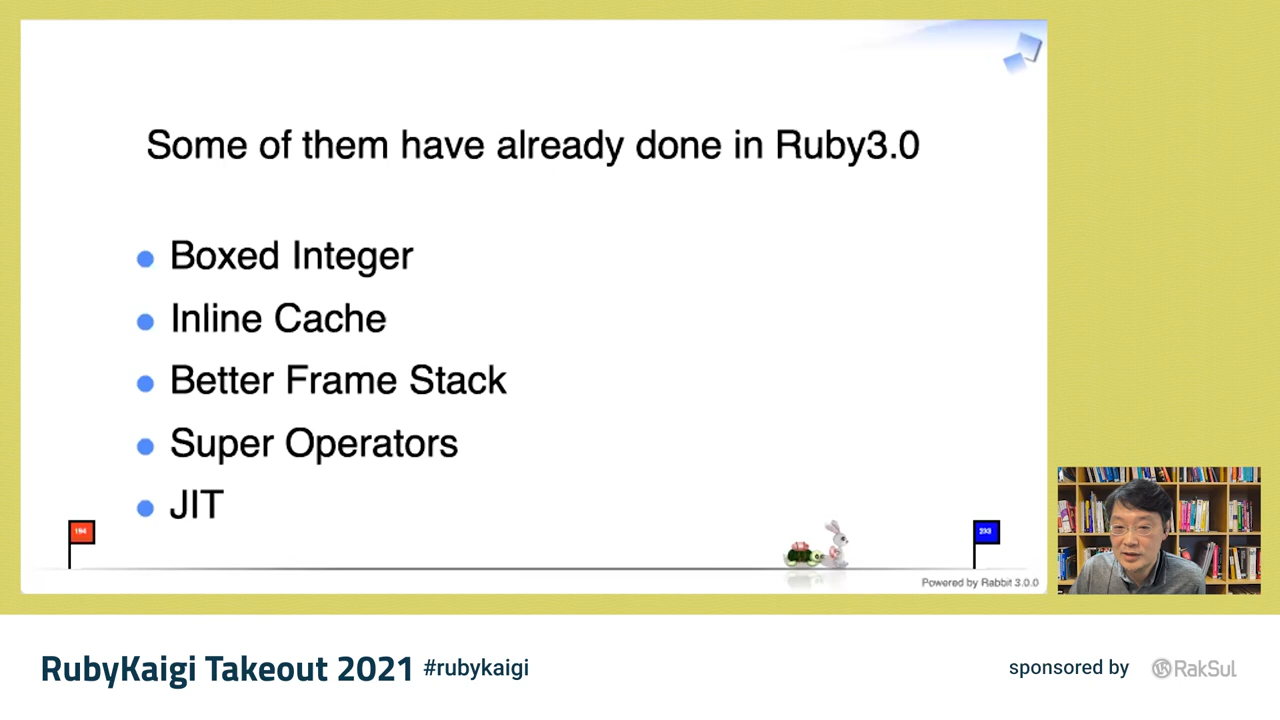 Some of them have already done in Ruby3.0
Boxed Integer
Inline Cache
Better Frame Stack
Super Operators
JIT
Powered by Rabbit 3.0.0
RubyKaigi Takeout 2021 #rubykaigi
sponsored by RakSul